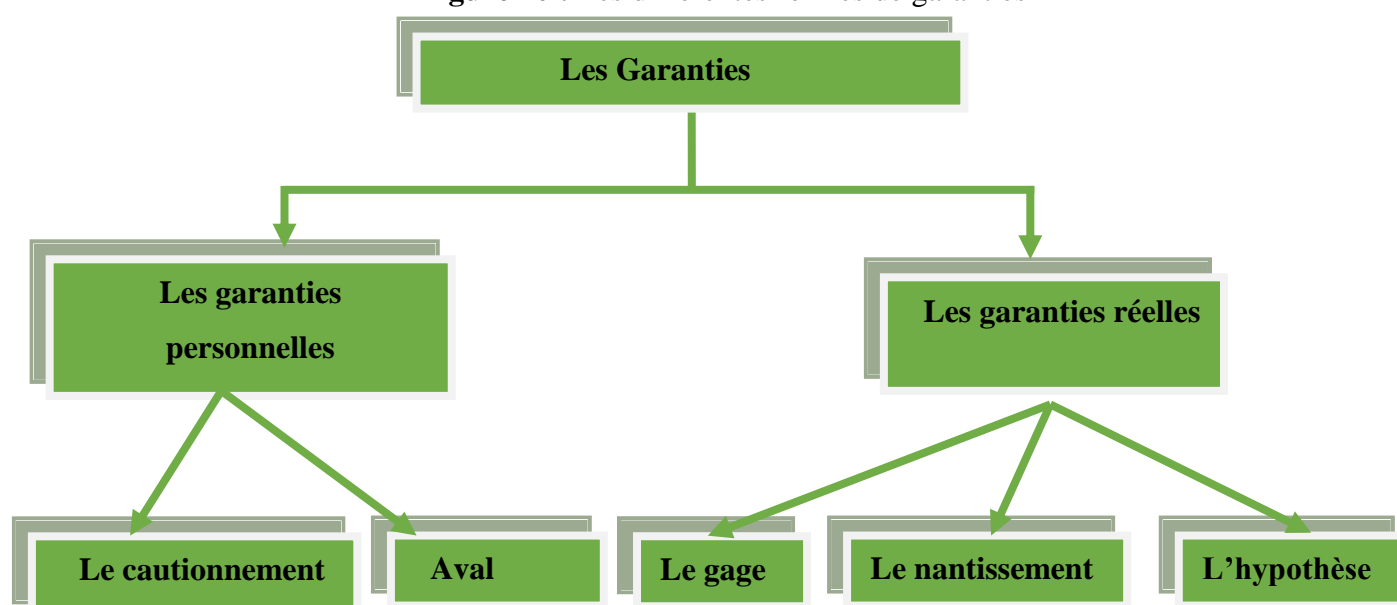 Les Garanties
Les garanties
personnelles
Les garanties réelles
Le cautionnement
Aval
Le gage
Le nantissement
L’hypothèse